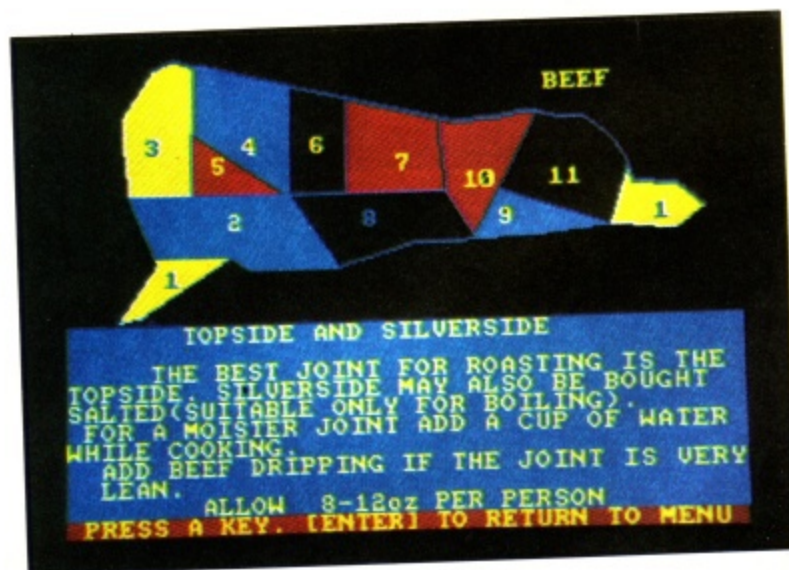 BEEF
3
4
5
6
7
10
11
1
2
8
9
1
TOPSIDE AND SILVERSIDE
THE BEST JOINT FOR ROASTING IS THE
TOPSIDE. SILVERSIDE MAY ALSO BE BOUGHT
SALTED(SUITABLE ONLY FOR BOILING).
FOR A MOISTER JOINT ADD A CUP OF WATER
WHILE COOKING.
ADD BEEF DRIPPING IF THE JOINT IS VERY
LEAN.
ALLOW 8-12oz PER PERSON
PRESS A KEY. [ENTER] TO RETURN TO MENU